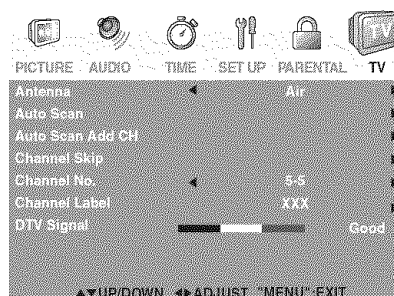 TV
PICTURE AUDIO TIME SET UP PARENTAL TV
Antenna ◀ Air ▶
Auto Scan ▶
Auto Scan Add CH ▶
Channel Skip ▶
Channel No. ◀ 5-5 ▶
Channel Label XXX ▶
DTV Signal Good
▲▼UP/DOWN ◀▶ADJUST "MENU":EXIT